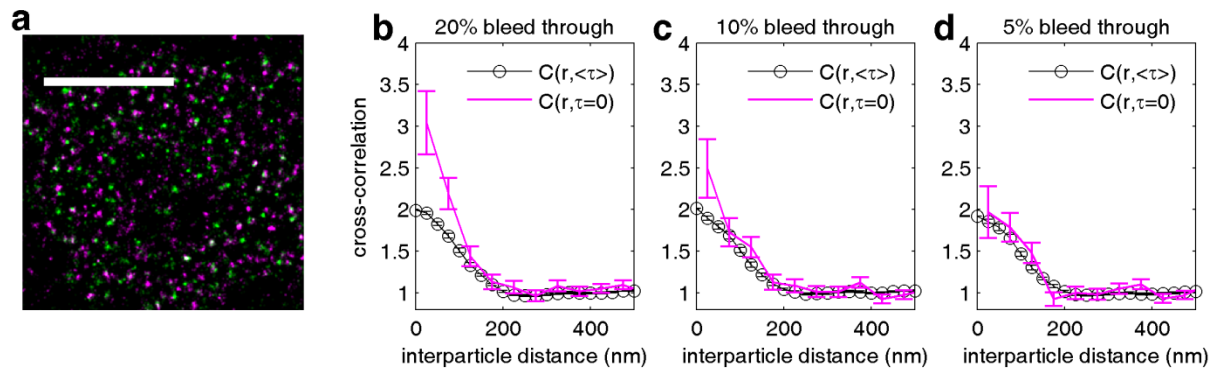 a
b
20% bleed through
4
3.5
3
2.5
2
1.5
1
C(r,<τ>)
C(r,τ=0)
cross-correlation
0
200
400
interparticle distance (nm)
c
10% bleed through
4
3.5
3
2.5
2
1.5
1
C(r,<τ>)
C(r,τ=0)
0
200
400
interparticle distance (nm)
d
5% bleed through
4
3.5
3
2.5
2
1.5
1
C(r,<τ>)
C(r,τ=0)
0
200
400
interparticle distance (nm)